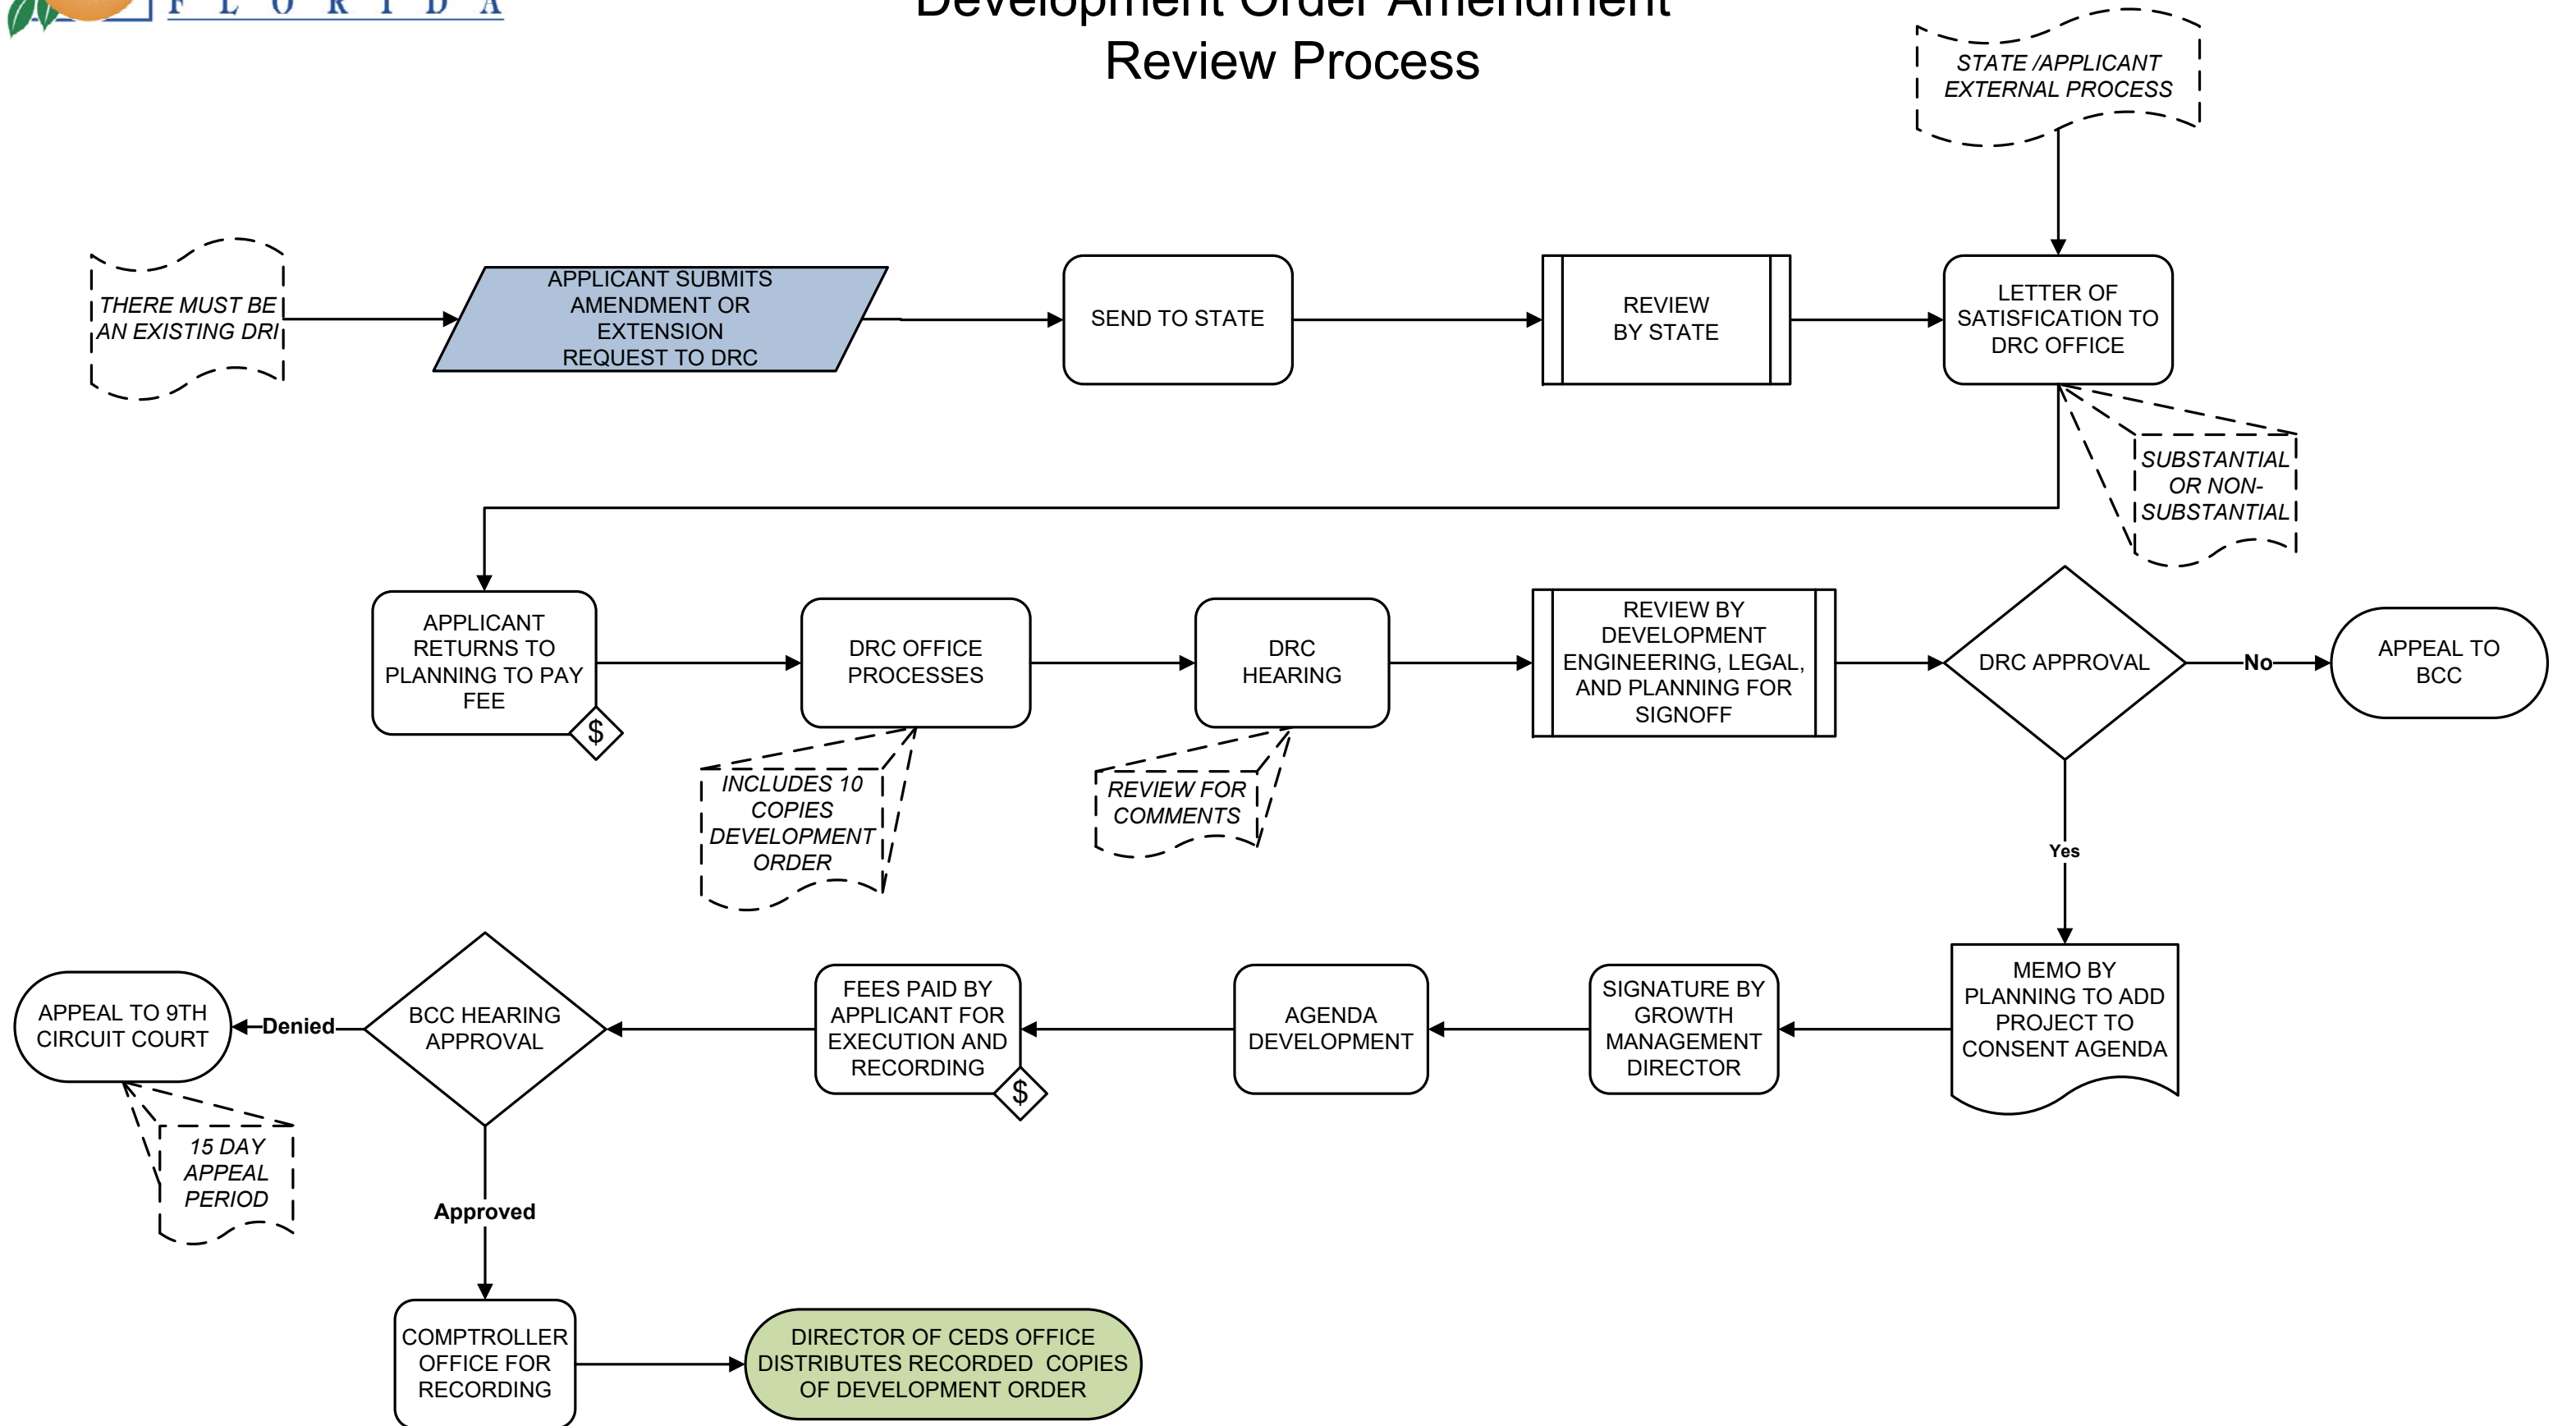 FLORIDA
Development Order Amendment
Review Process
STATE /APPLICANT
EXTERNAL PROCESS
THERE MUST BE
AN EXISTING DRI
APPLICANT SUBMITS
AMENDMENT OR
EXTENSION
REQUEST TO DRC
SEND TO STATE
REVIEW
BY STATE
LETTER OF
SATISFICATION TO
DRC OFFICE
SUBSTANTIAL
OR NON-
SUBSTANTIAL
APPLICANT
RETURNS TO
PLANNING TO PAY
FEE
$
DRC OFFICE
PROCESSES
INCLUDES 10
COPIES
DEVELOPMENT
ORDER
DRC
HEARING
REVIEW FOR
COMMENTS
REVIEW BY
DEVELOPMENT
ENGINEERING, LEGAL,
AND PLANNING FOR
SIGNOFF
DRC APPROVAL
No
APPEAL TO
BCC
Yes
MEMO BY
PLANNING TO ADD
PROJECT TO
CONSENT AGENDA
SIGNATURE BY
GROWTH
MANAGEMENT
DIRECTOR
AGENDA
DEVELOPMENT
FEES PAID BY
APPLICANT FOR
EXECUTION AND
RECORDING
$
BCC HEARING
APPROVAL
Denied
APPEAL TO 9TH
CIRCUIT COURT
15 DAY
APPEAL
PERIOD
Approved
COMPTROLLER
OFFICE FOR
RECORDING
DIRECTOR OF CEDS OFFICE
DISTRIBUTES RECORDED  COPIES
OF DEVELOPMENT ORDER